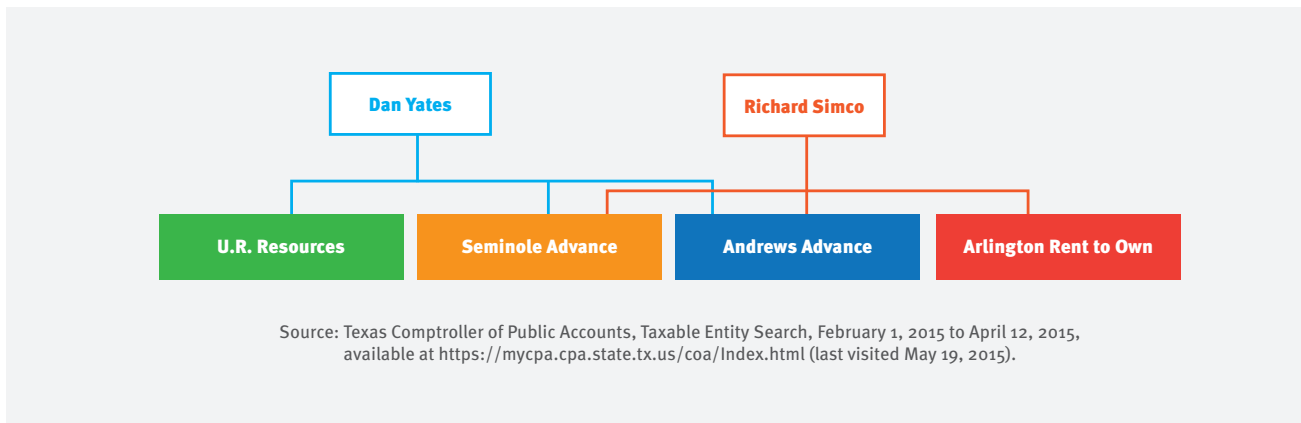 Dan Yates
Richard Simco
U.R. Resources
Seminole Advance
Andrews Advance
Arlington Rent to Own
Source: Texas Comptroller of Public Accounts, Taxable Entity Search, February 1, 2015 to April 12, 2015,
available at https://mycpa.cpa.state.tx.us/coa/Index.html (last visited May 19, 2015).